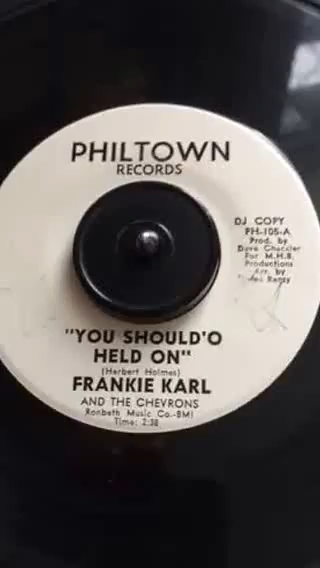 PHILTOWN
RECORDS
DJ COPY
PH-105-A
Prod. by
Dave Chackler
For M.H.B.
Productions
Arr. by
"YOU SHOULD'O
HELD ON"
(Herbert Holmes)
FRANKIE KARL
AND THE CHEVRONS
Ronbeth Music Co.-BMI
Time: 2:38